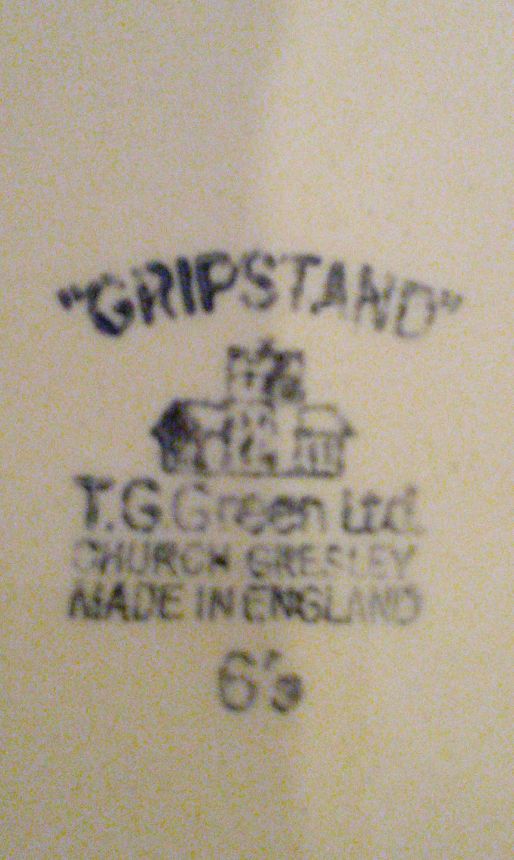 "GRIPSTAND"
T.G.Green Ltd.
CHURCH GRESLEY
MADE IN ENGLAND
6's